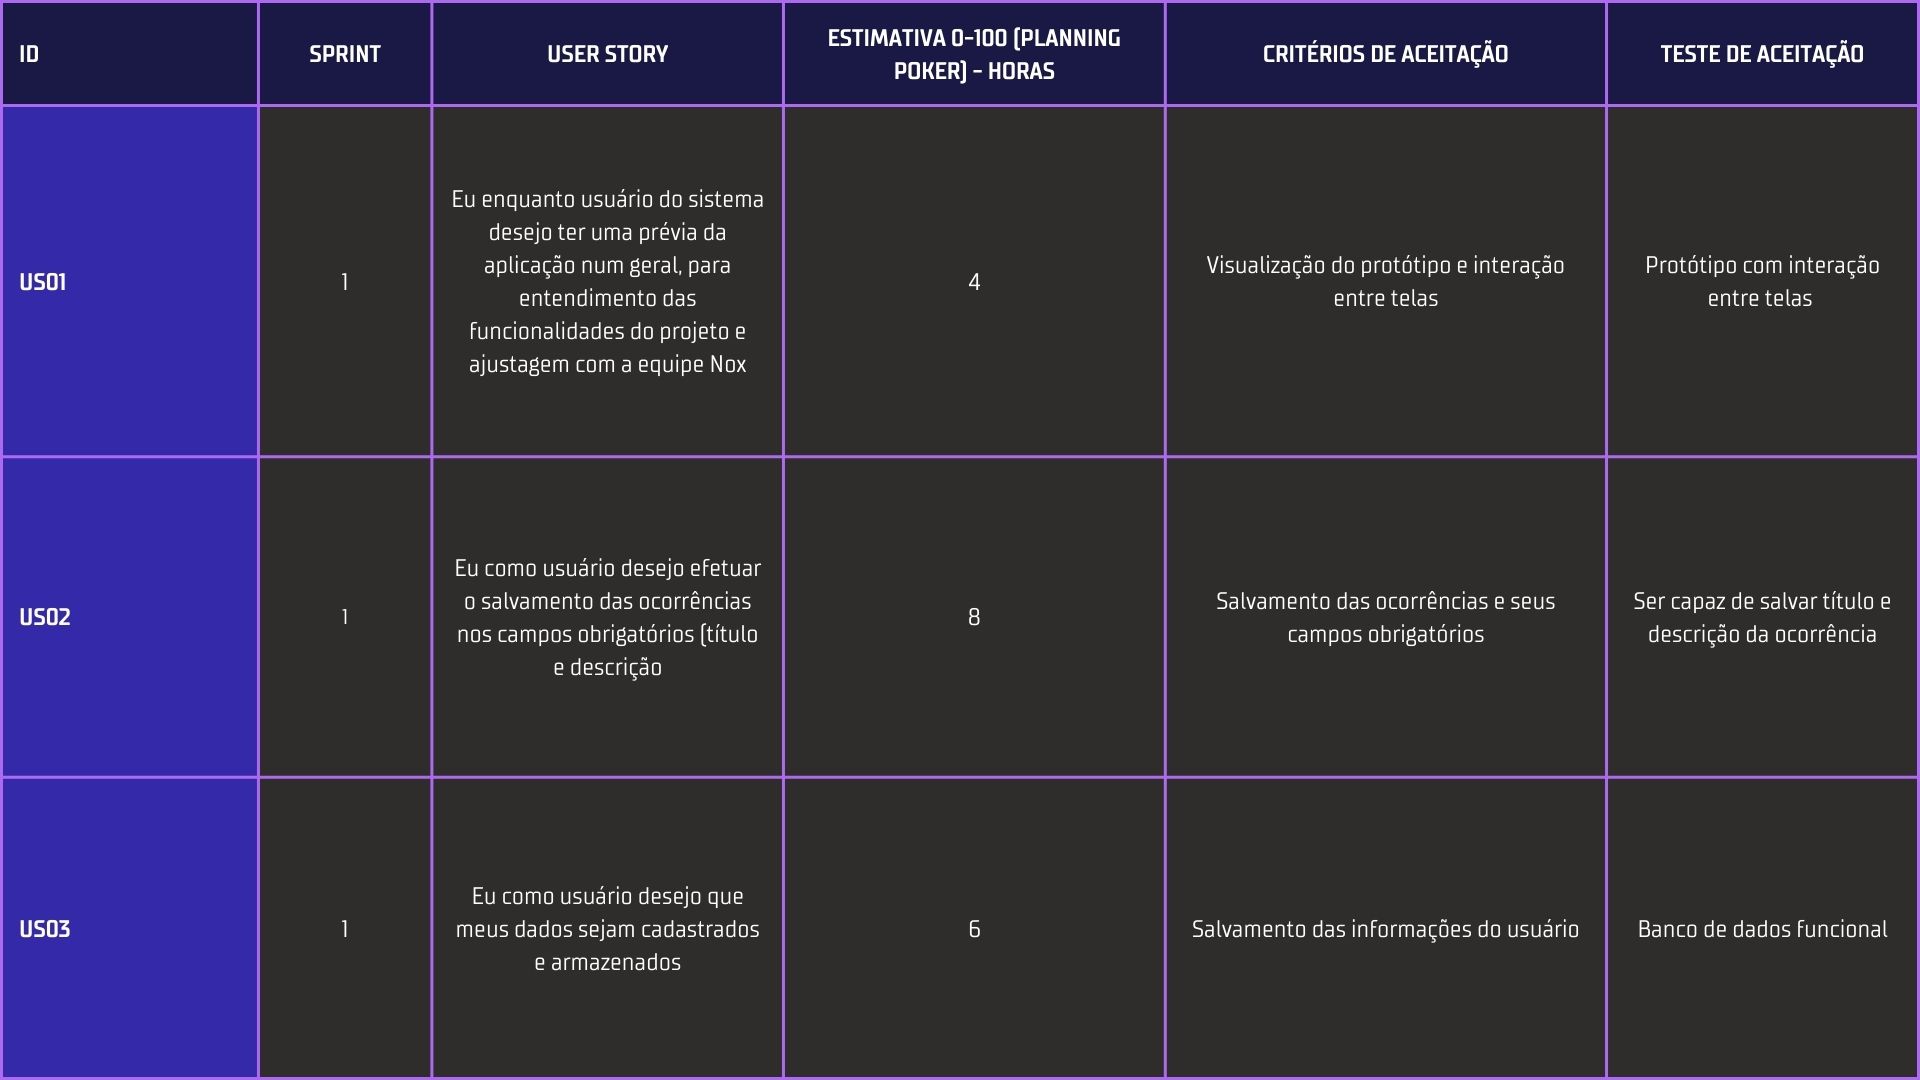 ID
SPRINT
USER STORY
ESTIMATIVA 0-100 (PLANNING
POKER) - HORAS
CRITÉRIOS DE ACEITAÇÃO
TESTE DE ACEITAÇÃO
US01
1
Eu enquanto usuário do sistema
desejo ter uma prévia da
aplicação num geral, para
entendimento das
funcionalidades do projeto e
ajustagem com a equipe Nox
4
Visualização do protótipo e interação
entre telas
Protótipo com interação
entre telas
US02
1
Eu como usuário desejo efetuar
o salvamento das ocorrências
nos campos obrigatórios (título
e descrição
8
Salvamento das ocorrências e seus
campos obrigatórios
Ser capaz de salvar título e
descrição da ocorrência
US03
1
Eu como usuário desejo que
meus dados sejam cadastrados
e armazenados
6
Salvamento das informações do usuário
Banco de dados funcional